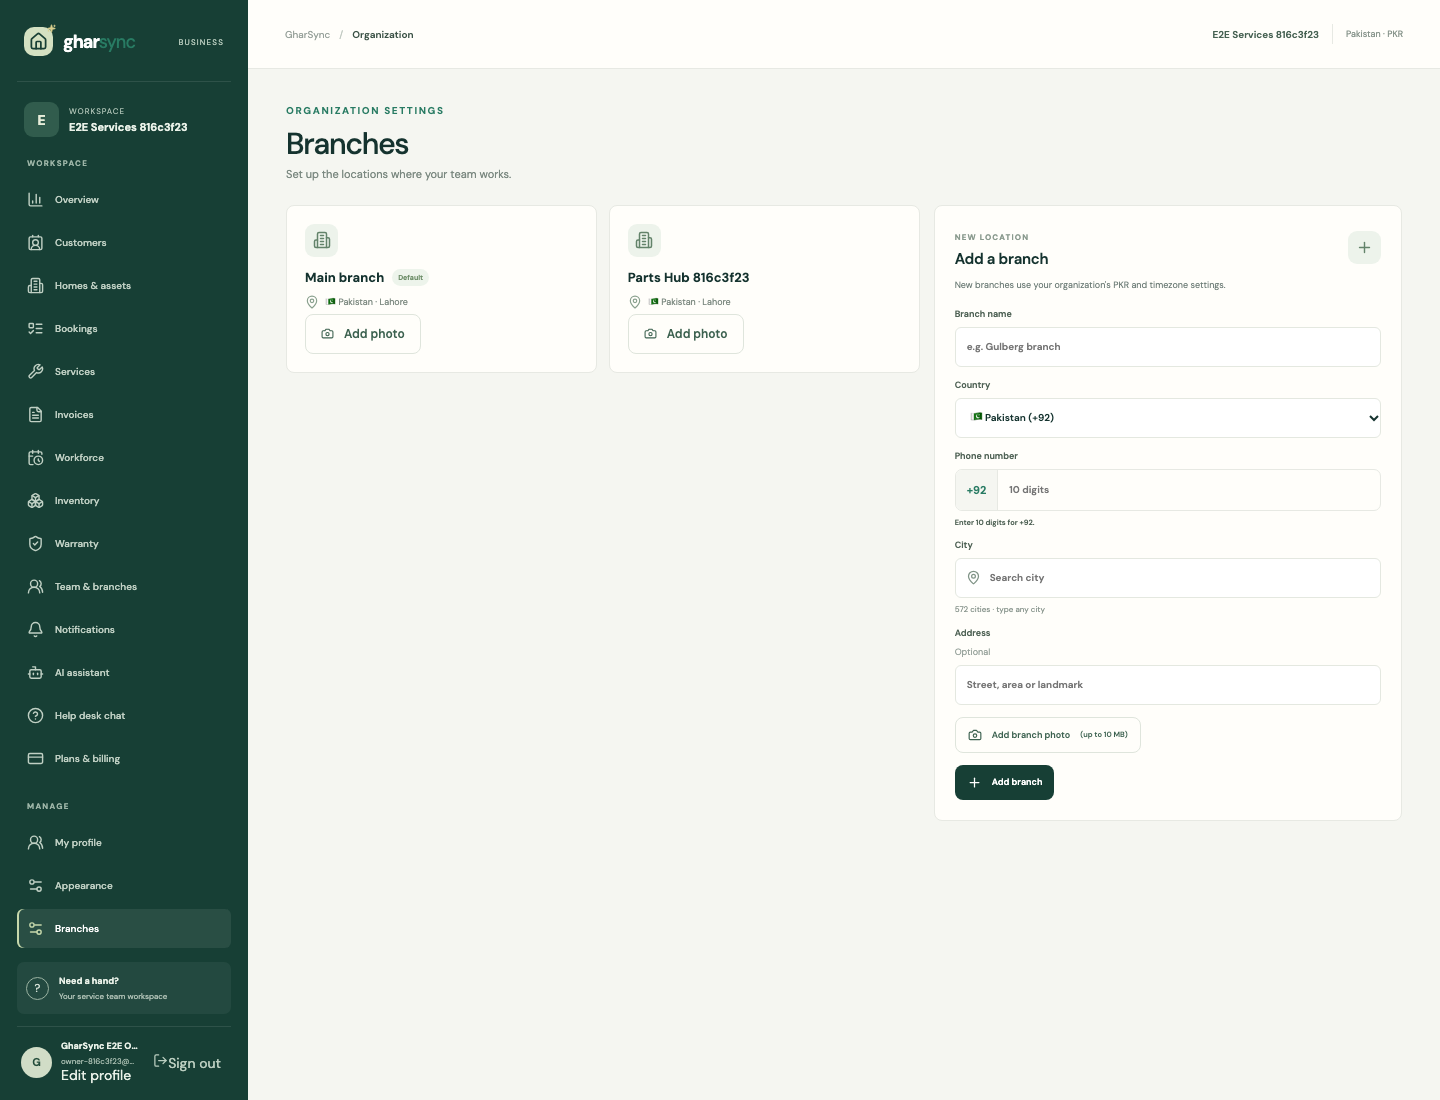 gharsync
BUSINESS
E
WORKSPACE
E2E Services 816c3f23
WORKSPACE
Overview
Customers
Homes & assets
Bookings
Services
Invoices
Workforce
Inventory
Warranty
Team & branches
Notifications
AI assistant
Help desk chat
Plans & billing
MANAGE
My profile
Appearance
Branches
?
Need a hand?
Your service team workspace
G
GharSync E2E O...
owner-816c3f23@...
Edit profile
Sign out
GharSync / Organization
E2E Services 816c3f23
Pakistan · PKR
ORGANIZATION SETTINGS
Branches
Set up the locations where your team works.
Main branch Default
Pakistan · Lahore
Add photo
Parts Hub 816c3f23
Pakistan · Lahore
Add photo
NEW LOCATION
Add a branch
New branches use your organization's PKR and timezone settings.
Branch name
e.g. Gulberg branch
Country
Pakistan (+92)
Phone number
+92 10 digits
Enter 10 digits for +92.
City
Search city
572 cities · type any city
Address
Optional
Street, area or landmark
Add branch photo (up to 10 MB)
Add branch